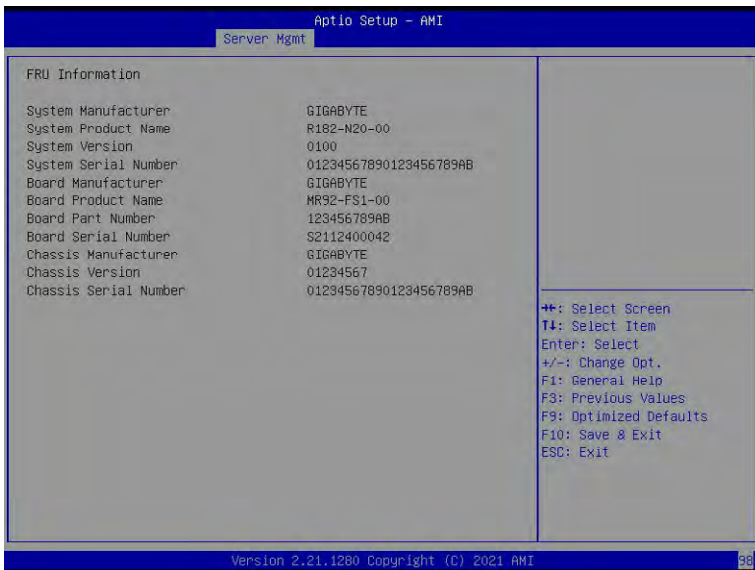 Aptio Setup – AMI
Server Mgmt
FRU Information
System Manufacturer GIGABYTE
System Product Name R182-N20-00
System Version 0100
System Serial Number 01234567890123456789AB
Board Manufacturer GIGABYTE
Board Product Name MR92-FS1-00
Board Part Number 123456789AB
Board Serial Number S2112400042
Chassis Manufacturer GIGABYTE
Chassis Version 01234567
Chassis Serial Number 01234567890123456789AB
→←: Select Screen
↑↓: Select Item
Enter: Select
+/-: Change Opt.
F1: General Help
F3: Previous Values
F9: Optimized Defaults
F10: Save & Exit
ESC: Exit
Version 2.21.1280 Copyright (C) 2021 AMI
98